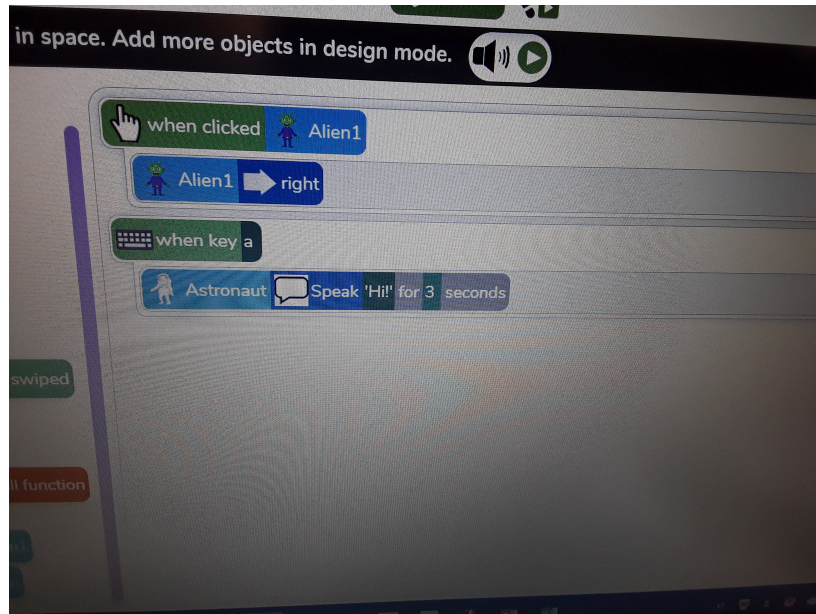 in space. Add more objects in design mode.
when clicked Alien1
Alien1 right
when key a
Astronaut Speak 'Hi!' for 3 seconds
swiped
ll function